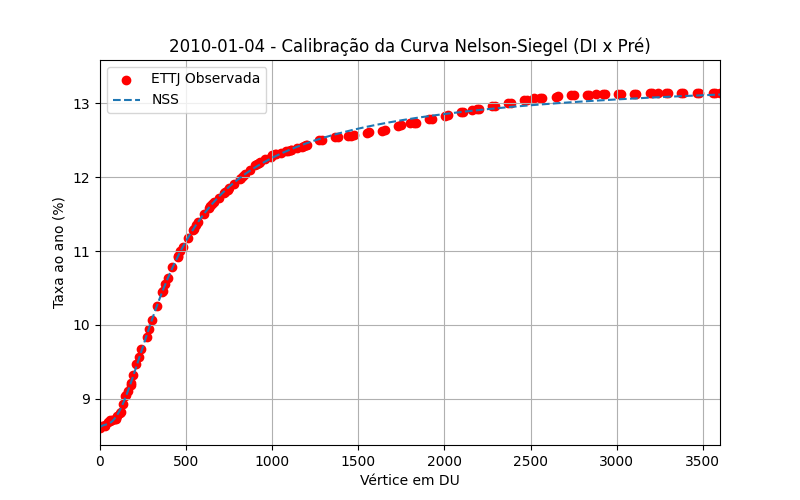 2010-01-04 - Calibração da Curva Nelson-Siegel (DI x Pré)
ETTJ Observada
NSS
Taxa ao ano (%)
13
12
11
10
9
0 500 1000 1500 2000 2500 3000 3500
Vértice em DU